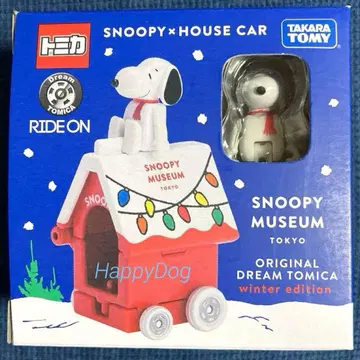 トミカ
SNOOPY×HOUSE CAR
TAKARA
TOMY
Dream
TOMICA
RIDE ON
SNOOPY
MUSEUM
TOKYO
SNOOPY
MUSEUM
TOKYO
HappyDog
ORIGINAL
DREAM TOMICA
winter edition